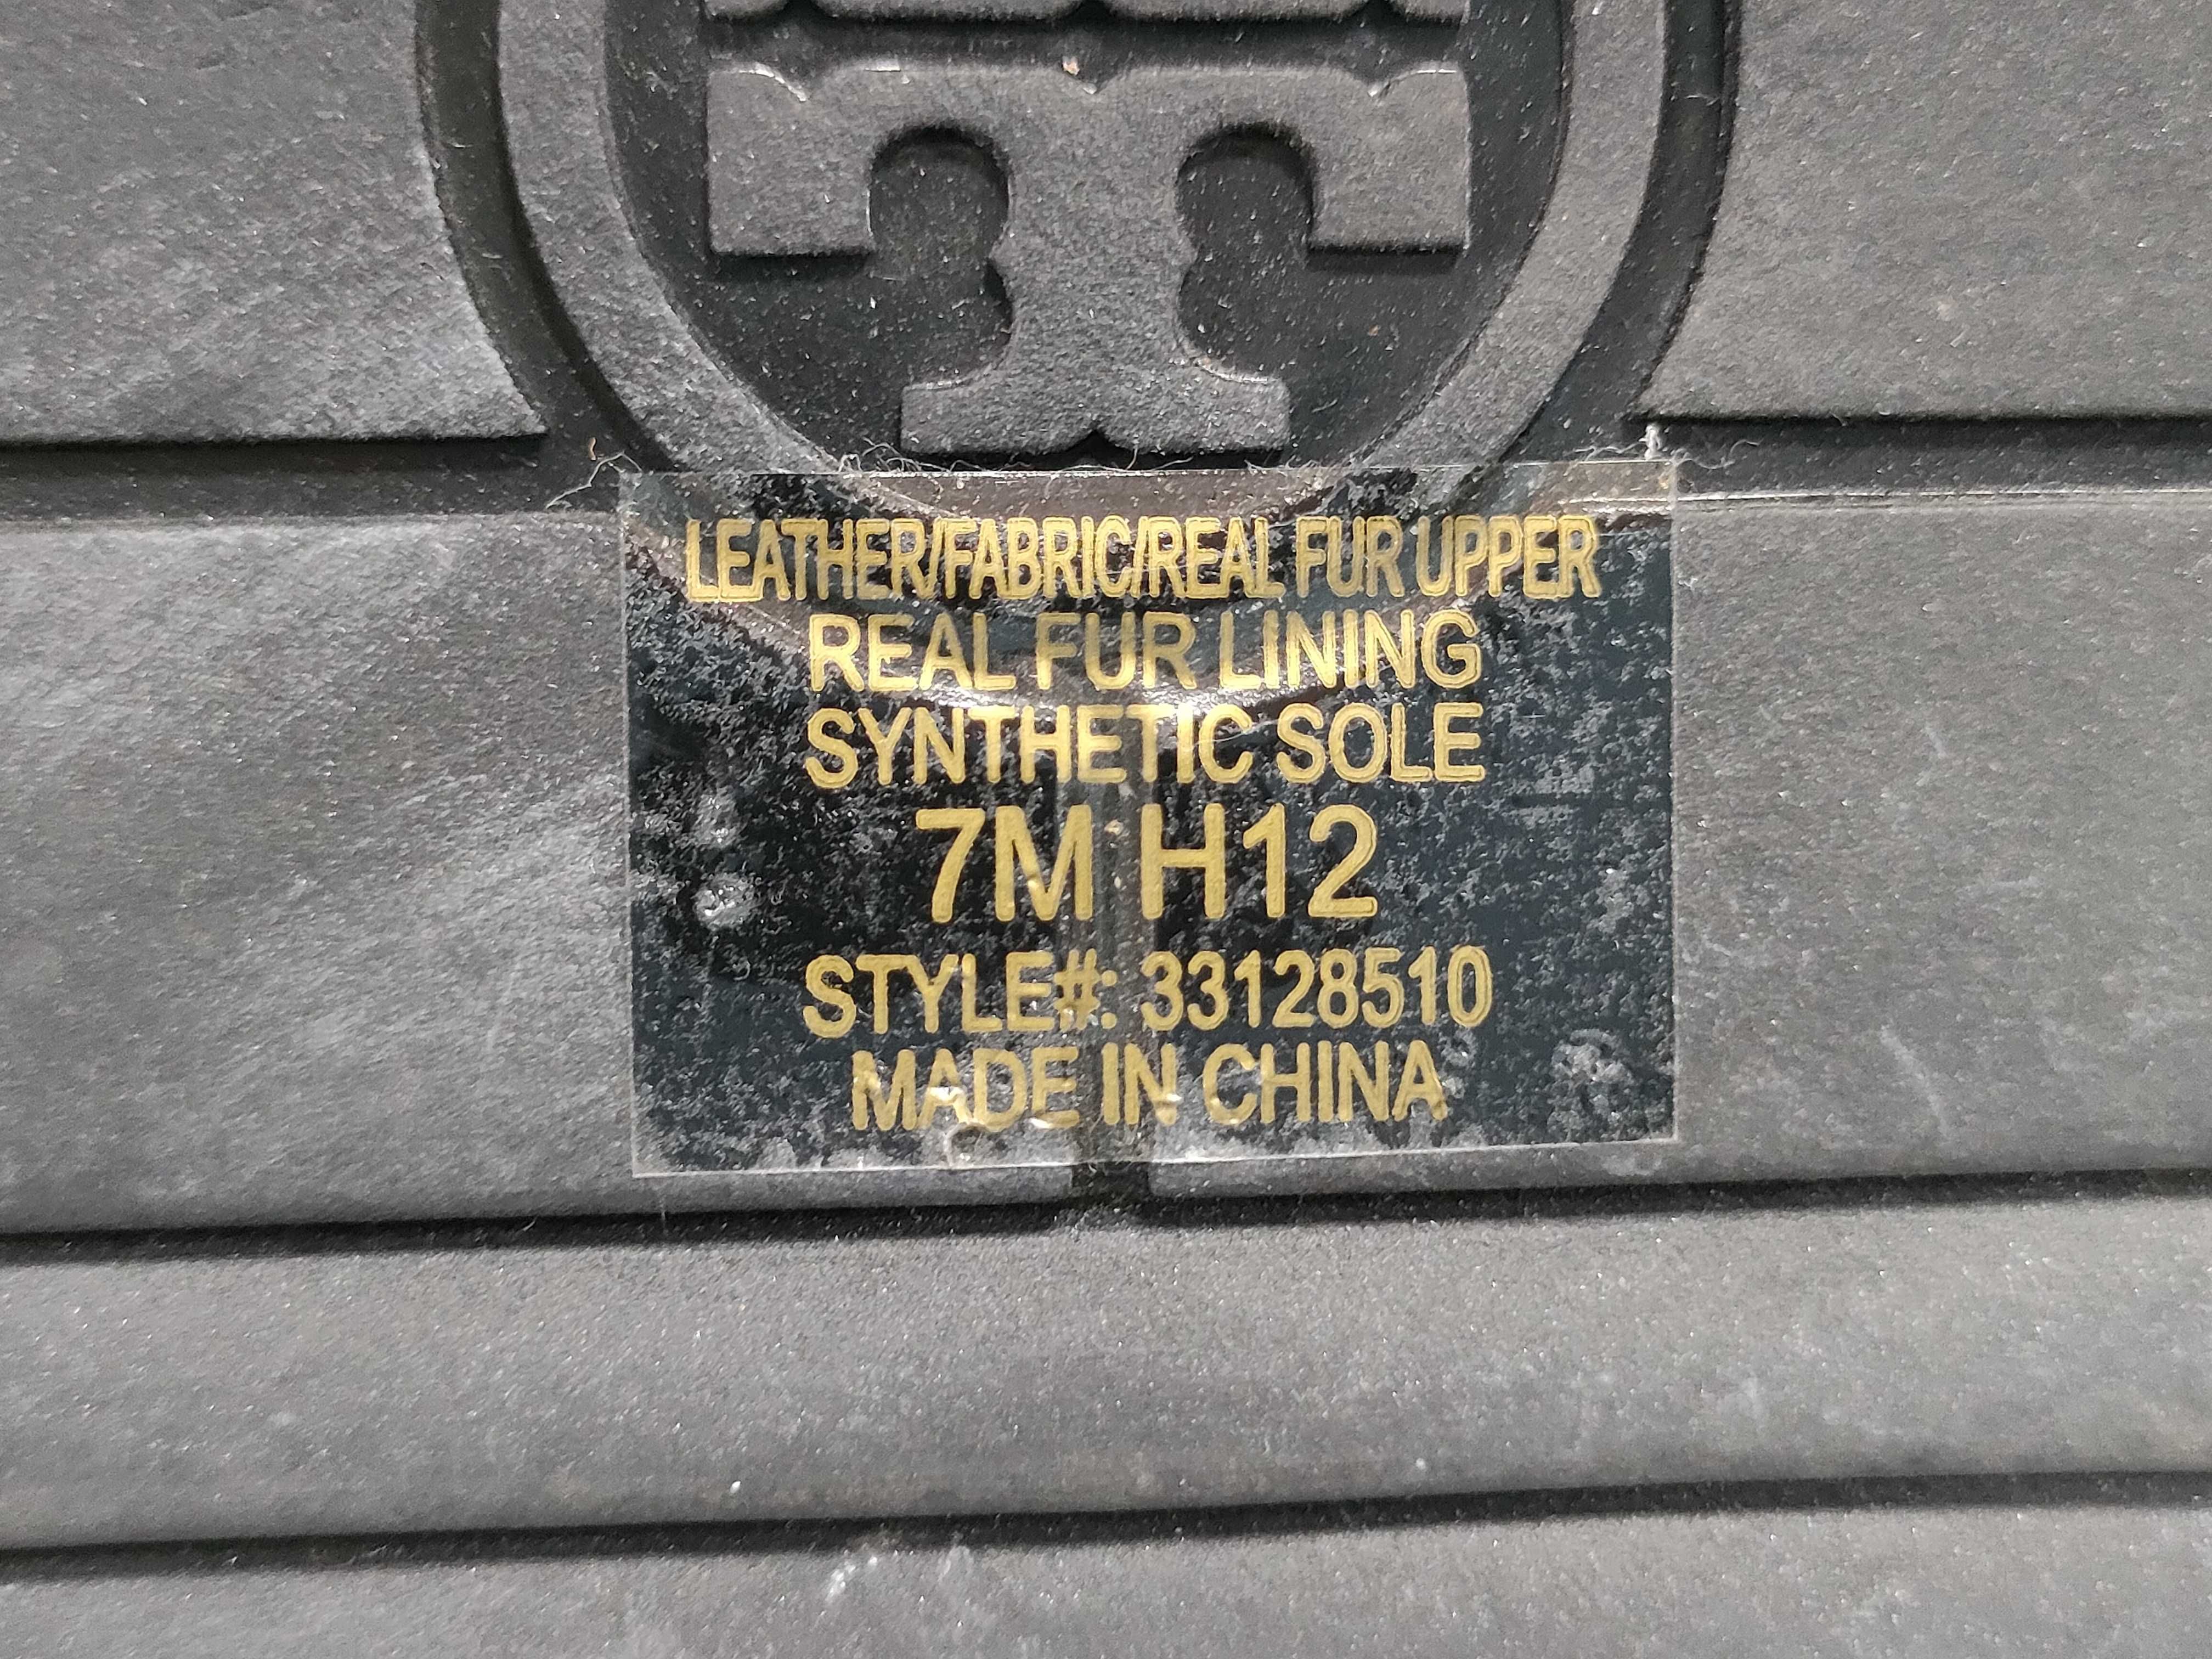 LEATHER/FABRIC/REAL FUR UPPER
REAL FUR LINING
SYNTHETIC SOLE
7M H12
STYLE#: 33128510
MADE IN CHINA